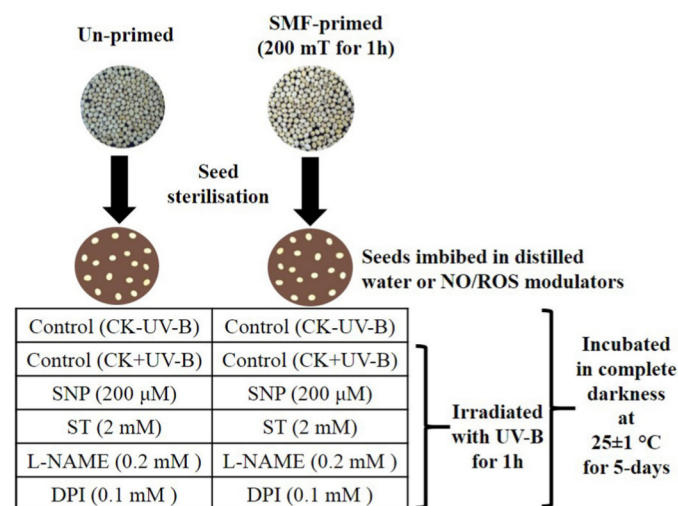 Un-primed
SMF-primed
(200 mT for 1h)
Seed
sterilisation
Seeds imbibed in distilled
water or NO/ROS modulators
Control (CK-UV-B)
Control (CK-UV-B)
Control (CK+UV-B)
Control (CK+UV-B)
SNP (200 µM)
SNP (200 µM)
ST (2 mM)
ST (2 mM)
L-NAME (0.2 mM )
L-NAME (0.2 mM )
DPI (0.1 mM )
DPI (0.1 mM )
Irradiated
with UV-B
for 1h
Incubated
in complete
darkness
at
25±1 °C
for 5-days